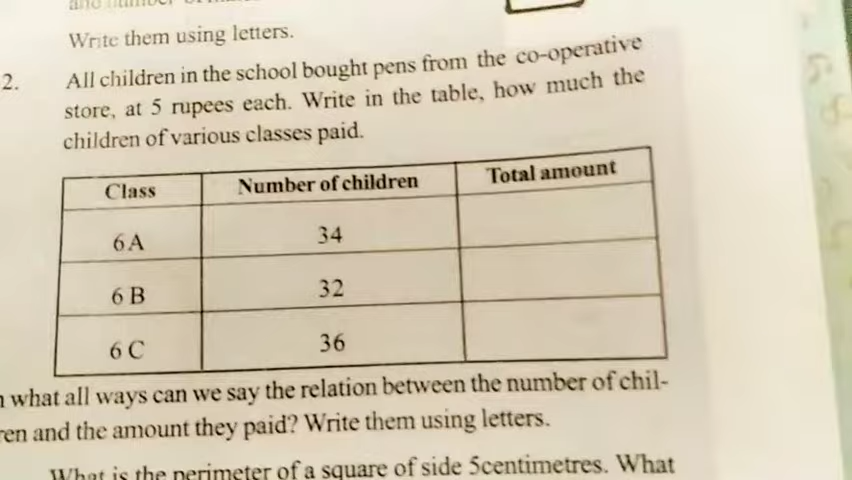 Write them using letters.
2. All children in the school bought pens from the co-operative
store, at 5 rupees each. Write in the table, how much the
children of various classes paid.
Class Number of children Total amount
6 A 34
6 B 32
6 C 36
what all ways can we say the relation between the number of chil-
and the amount they paid? Write them using letters.
What is the perimeter of a square of side 5centimetres. What